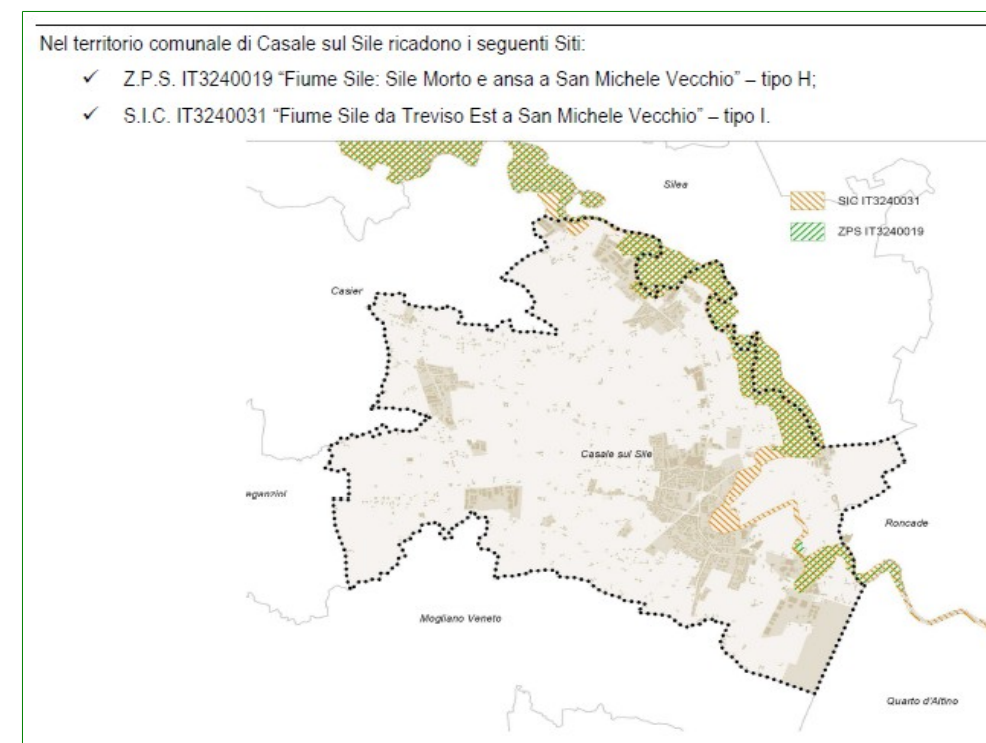 Nel territorio comunale di Casale sul Sile ricadono i seguenti Siti:
✓ Z.P.S. IT3240019 “Fiume Sile: Sile Morto e ansa a San Michele Vecchio” – tipo H;
✓ S.I.C. IT3240031 “Fiume Sile da Treviso Est a San Michele Vecchio” – tipo I.
Silea
SIC IT3240031
ZPS IT3240019
Casier
Casale sul Sile
eganzini
Roncade
Mogliano Veneto
Quarto d'Altino